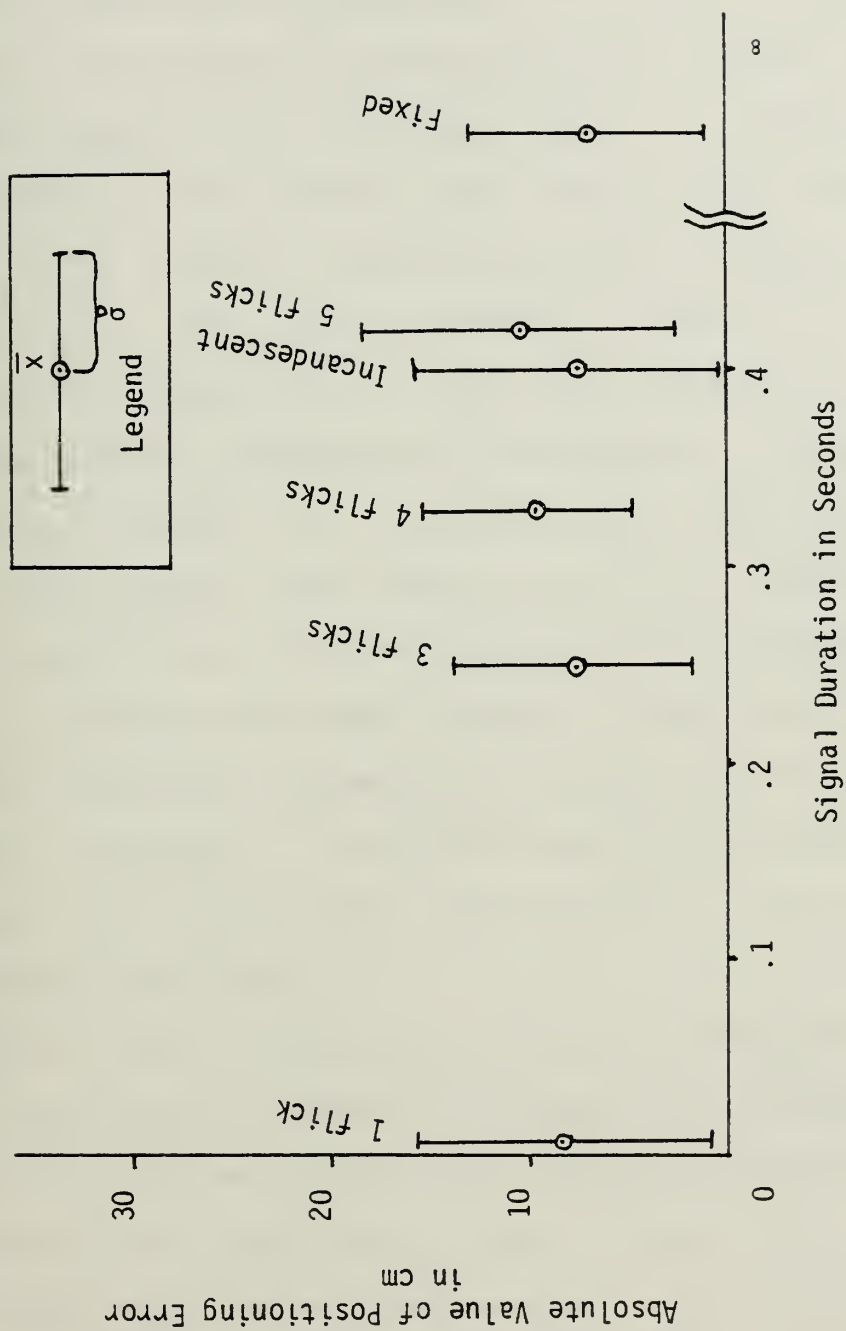 Absolute Value of Positioning Error
in cm
30
20
10
0
.1
.2
.3
.4
∞
Signal Duration in Seconds
1 flick
3 flicks
4 flicks
Incandescent
5 flicks
Fixed
x̄
σ
Legend